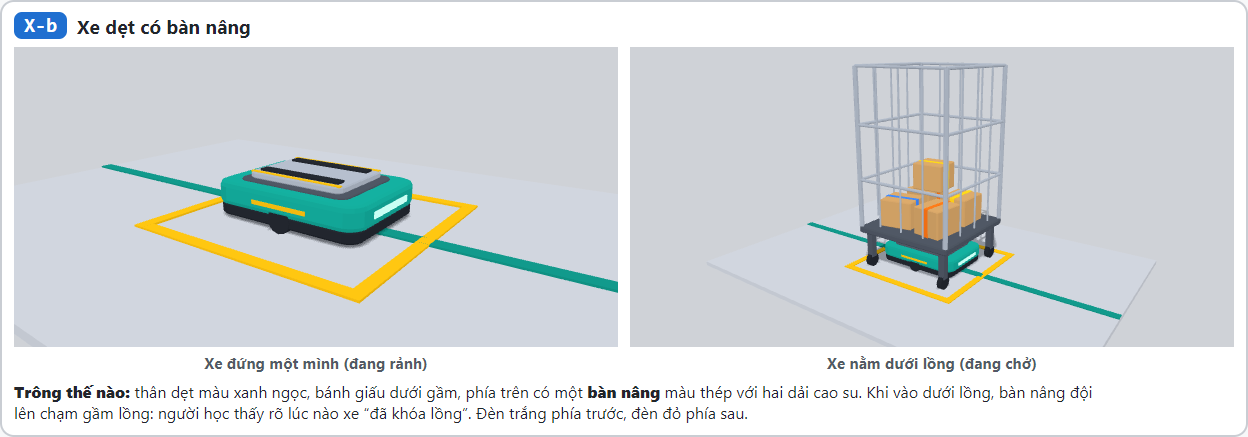 X-b Xe dẹt có bàn nâng
Xe đứng một mình (đang rảnh)
Xe nằm dưới lồng (đang chở)
Trông thế nào: thân dẹt màu xanh ngọc, bánh giấu dưới gầm, phía trên có một bàn nâng màu thép với hai dải cao su. Khi vào dưới lồng, bàn nâng đội
lên chạm gầm lồng: người học thấy rõ lúc nào xe “đã khóa lồng”. Đèn trắng phía trước, đèn đỏ phía sau.